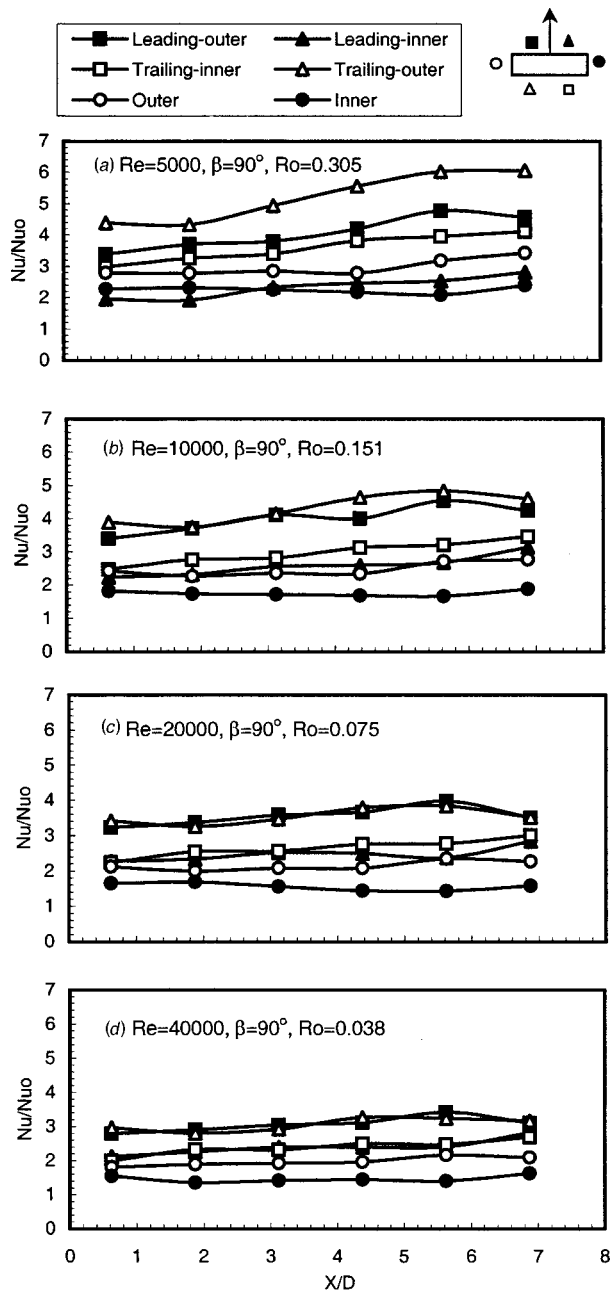 Leading-outer Leading-inner
Trailing-inner Trailing-outer
Outer Inner
(a) Re=5000, β=90°, Ro=0.305
7
6
5
4
3
2
1
0
Nu/Nuo
(b) Re=10000, β=90°, Ro=0.151
7
6
5
4
3
2
1
0
Nu/Nuo
(c) Re=20000, β=90°, Ro=0.075
7
6
5
4
3
2
1
0
Nu/Nuo
(d) Re=40000, β=90°, Ro=0.038
7
6
5
4
3
2
1
0
Nu/Nuo
0 1 2 3 4 5 6 7 8
X/D